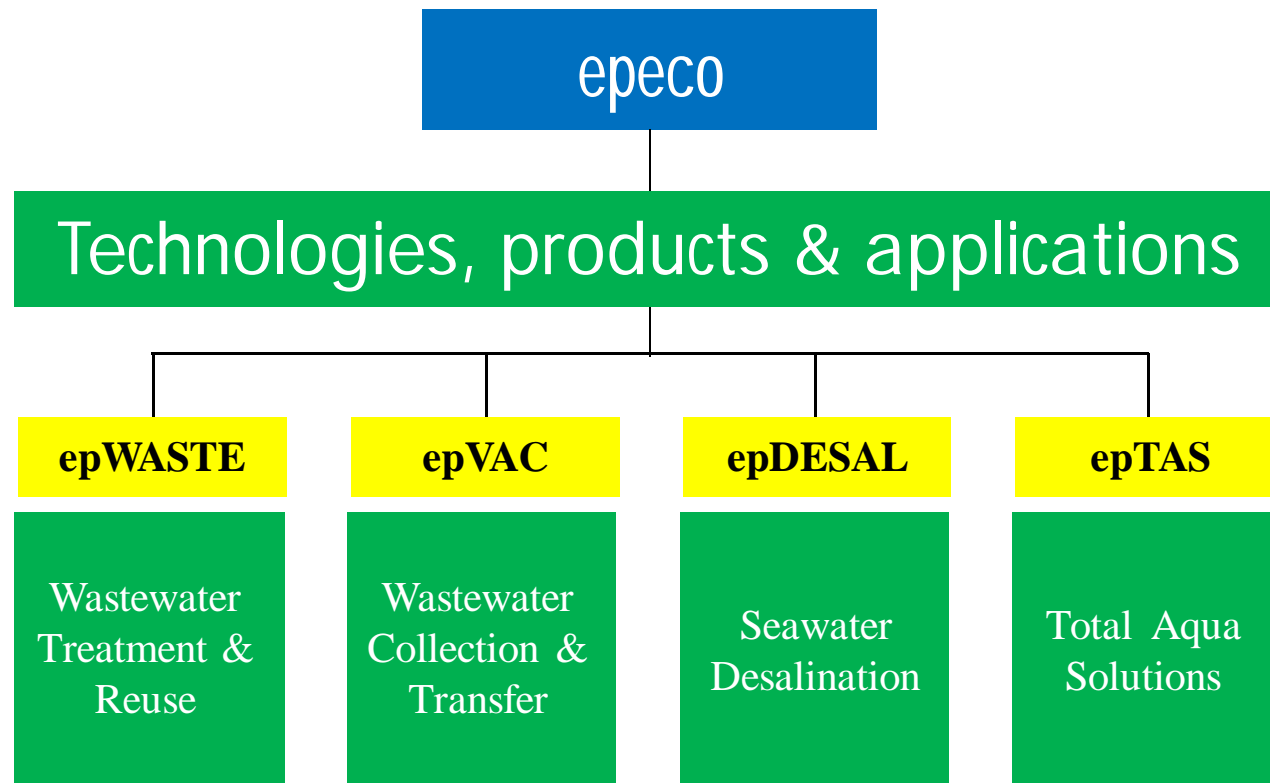 epeco
Technologies, products & applications
epWASTE
epVAC
epDESAL
epTAS
Wastewater
Treatment &
Reuse
Wastewater
Collection &
Transfer
Seawater
Desalination
Total Aqua
Solutions